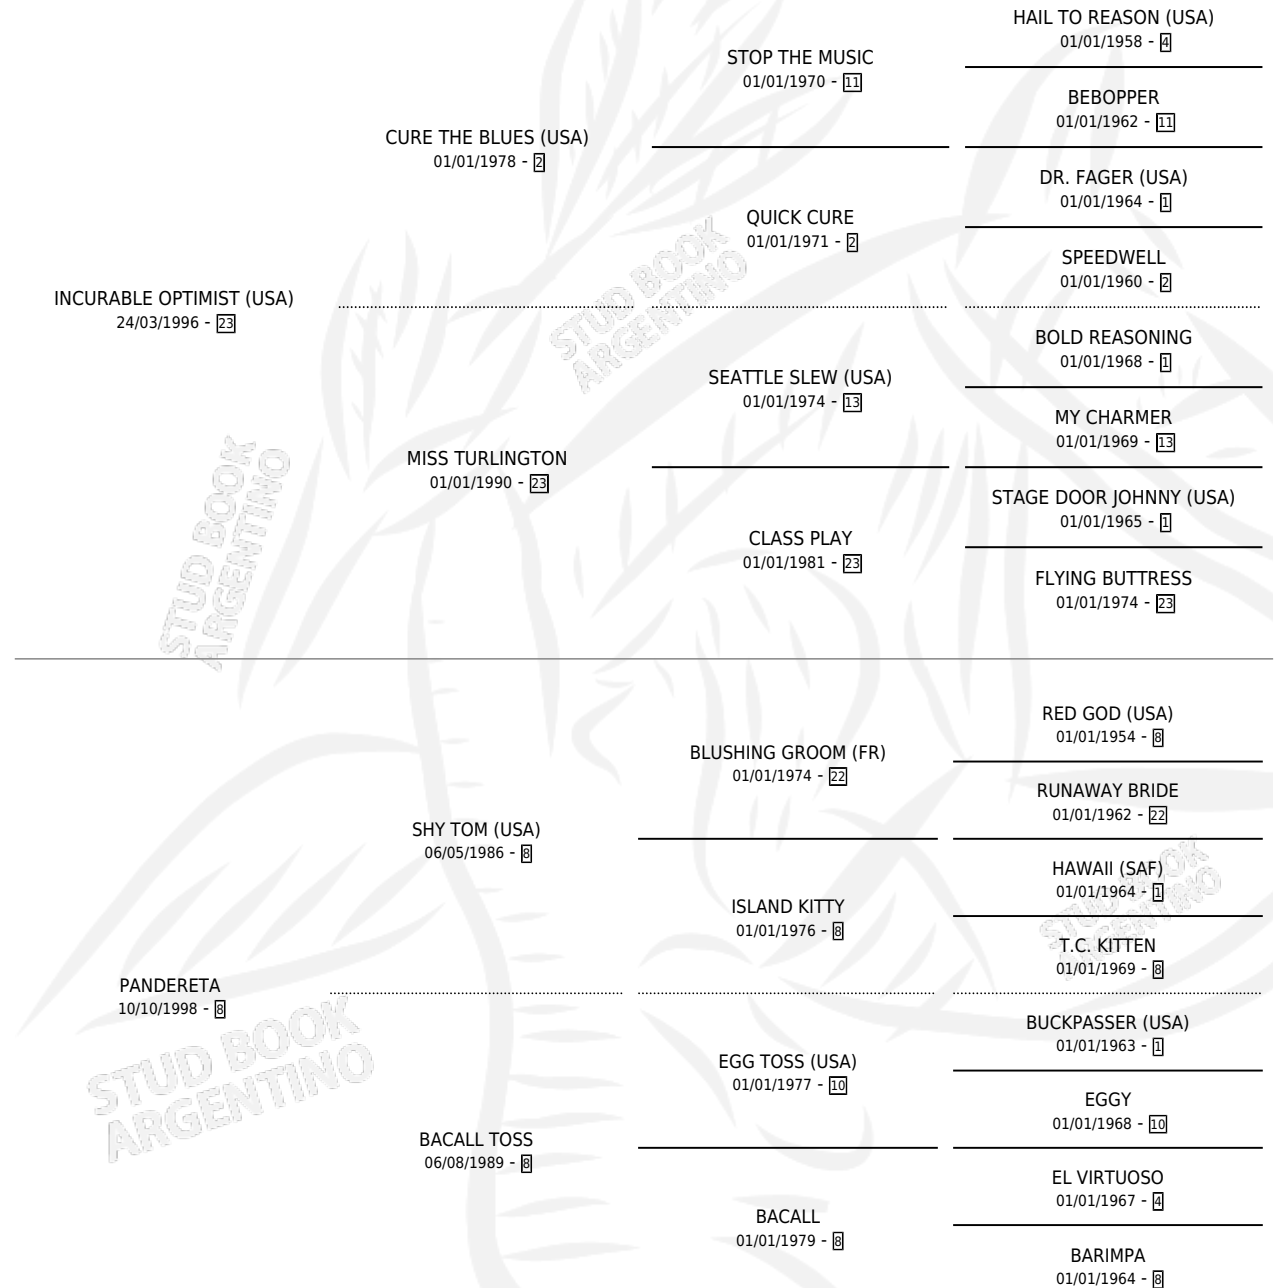 HAIL TO REASON (USA)
01/01/1958 - 4
STOP THE MUSIC
01/01/1970 - 11
BEBOPPER
01/01/1962 - 11
CURE THE BLUES (USA)
01/01/1978 - 2
DR. FAGER (USA)
01/01/1964 - 1
QUICK CURE
01/01/1971 - 2
SPEEDWELL
01/01/1960 - 2
INCURABLE OPTIMIST (USA)
24/03/1996 - 23
BOLD REASONING
01/01/1968 - 1
SEATTLE SLEW (USA)
01/01/1974 - 13
MY CHARMER
01/01/1969 - 13
MISS TURLINGTON
01/01/1990 - 23
STAGE DOOR JOHNNY (USA)
01/01/1965 - 1
CLASS PLAY
01/01/1981 - 23
FLYING BUTTRESS
01/01/1974 - 23
RED GOD (USA)
01/01/1954 - 8
BLUSHING GROOM (FR)
01/01/1974 - 22
RUNAWAY BRIDE
01/01/1962 - 22
SHY TOM (USA)
06/05/1986 - 8
HAWAII (SAF)
01/01/1964 - 1
ISLAND KITTY
01/01/1976 - 8
T.C. KITTEN
01/01/1969 - 8
PANDERETA
10/10/1998 - 8
BUCKPASSER (USA)
01/01/1963 - 1
EGG TOSS (USA)
01/01/1977 - 10
EGGY
01/01/1968 - 10
BACALL TOSS
06/08/1989 - 8
EL VIRTUOSO
01/01/1967 - 4
BACALL
01/01/1979 - 8
BARIMPA
01/01/1964 - 8
STUD BOOK
ARGENTINO
STUD BOOK
ARGENTINO
STUD BOOK
ARGENTINO
STUD BOOK
ARGENTINO